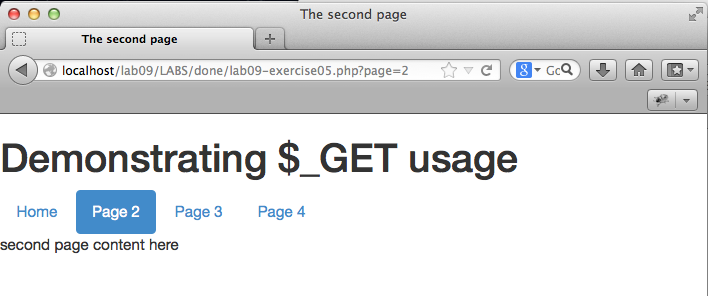 The second page
The second page
localhost/lab09/LABS/done/lab09-exercise05.php?page=2
Demonstrating $_GET usage
Home Page 2 Page 3 Page 4
second page content here